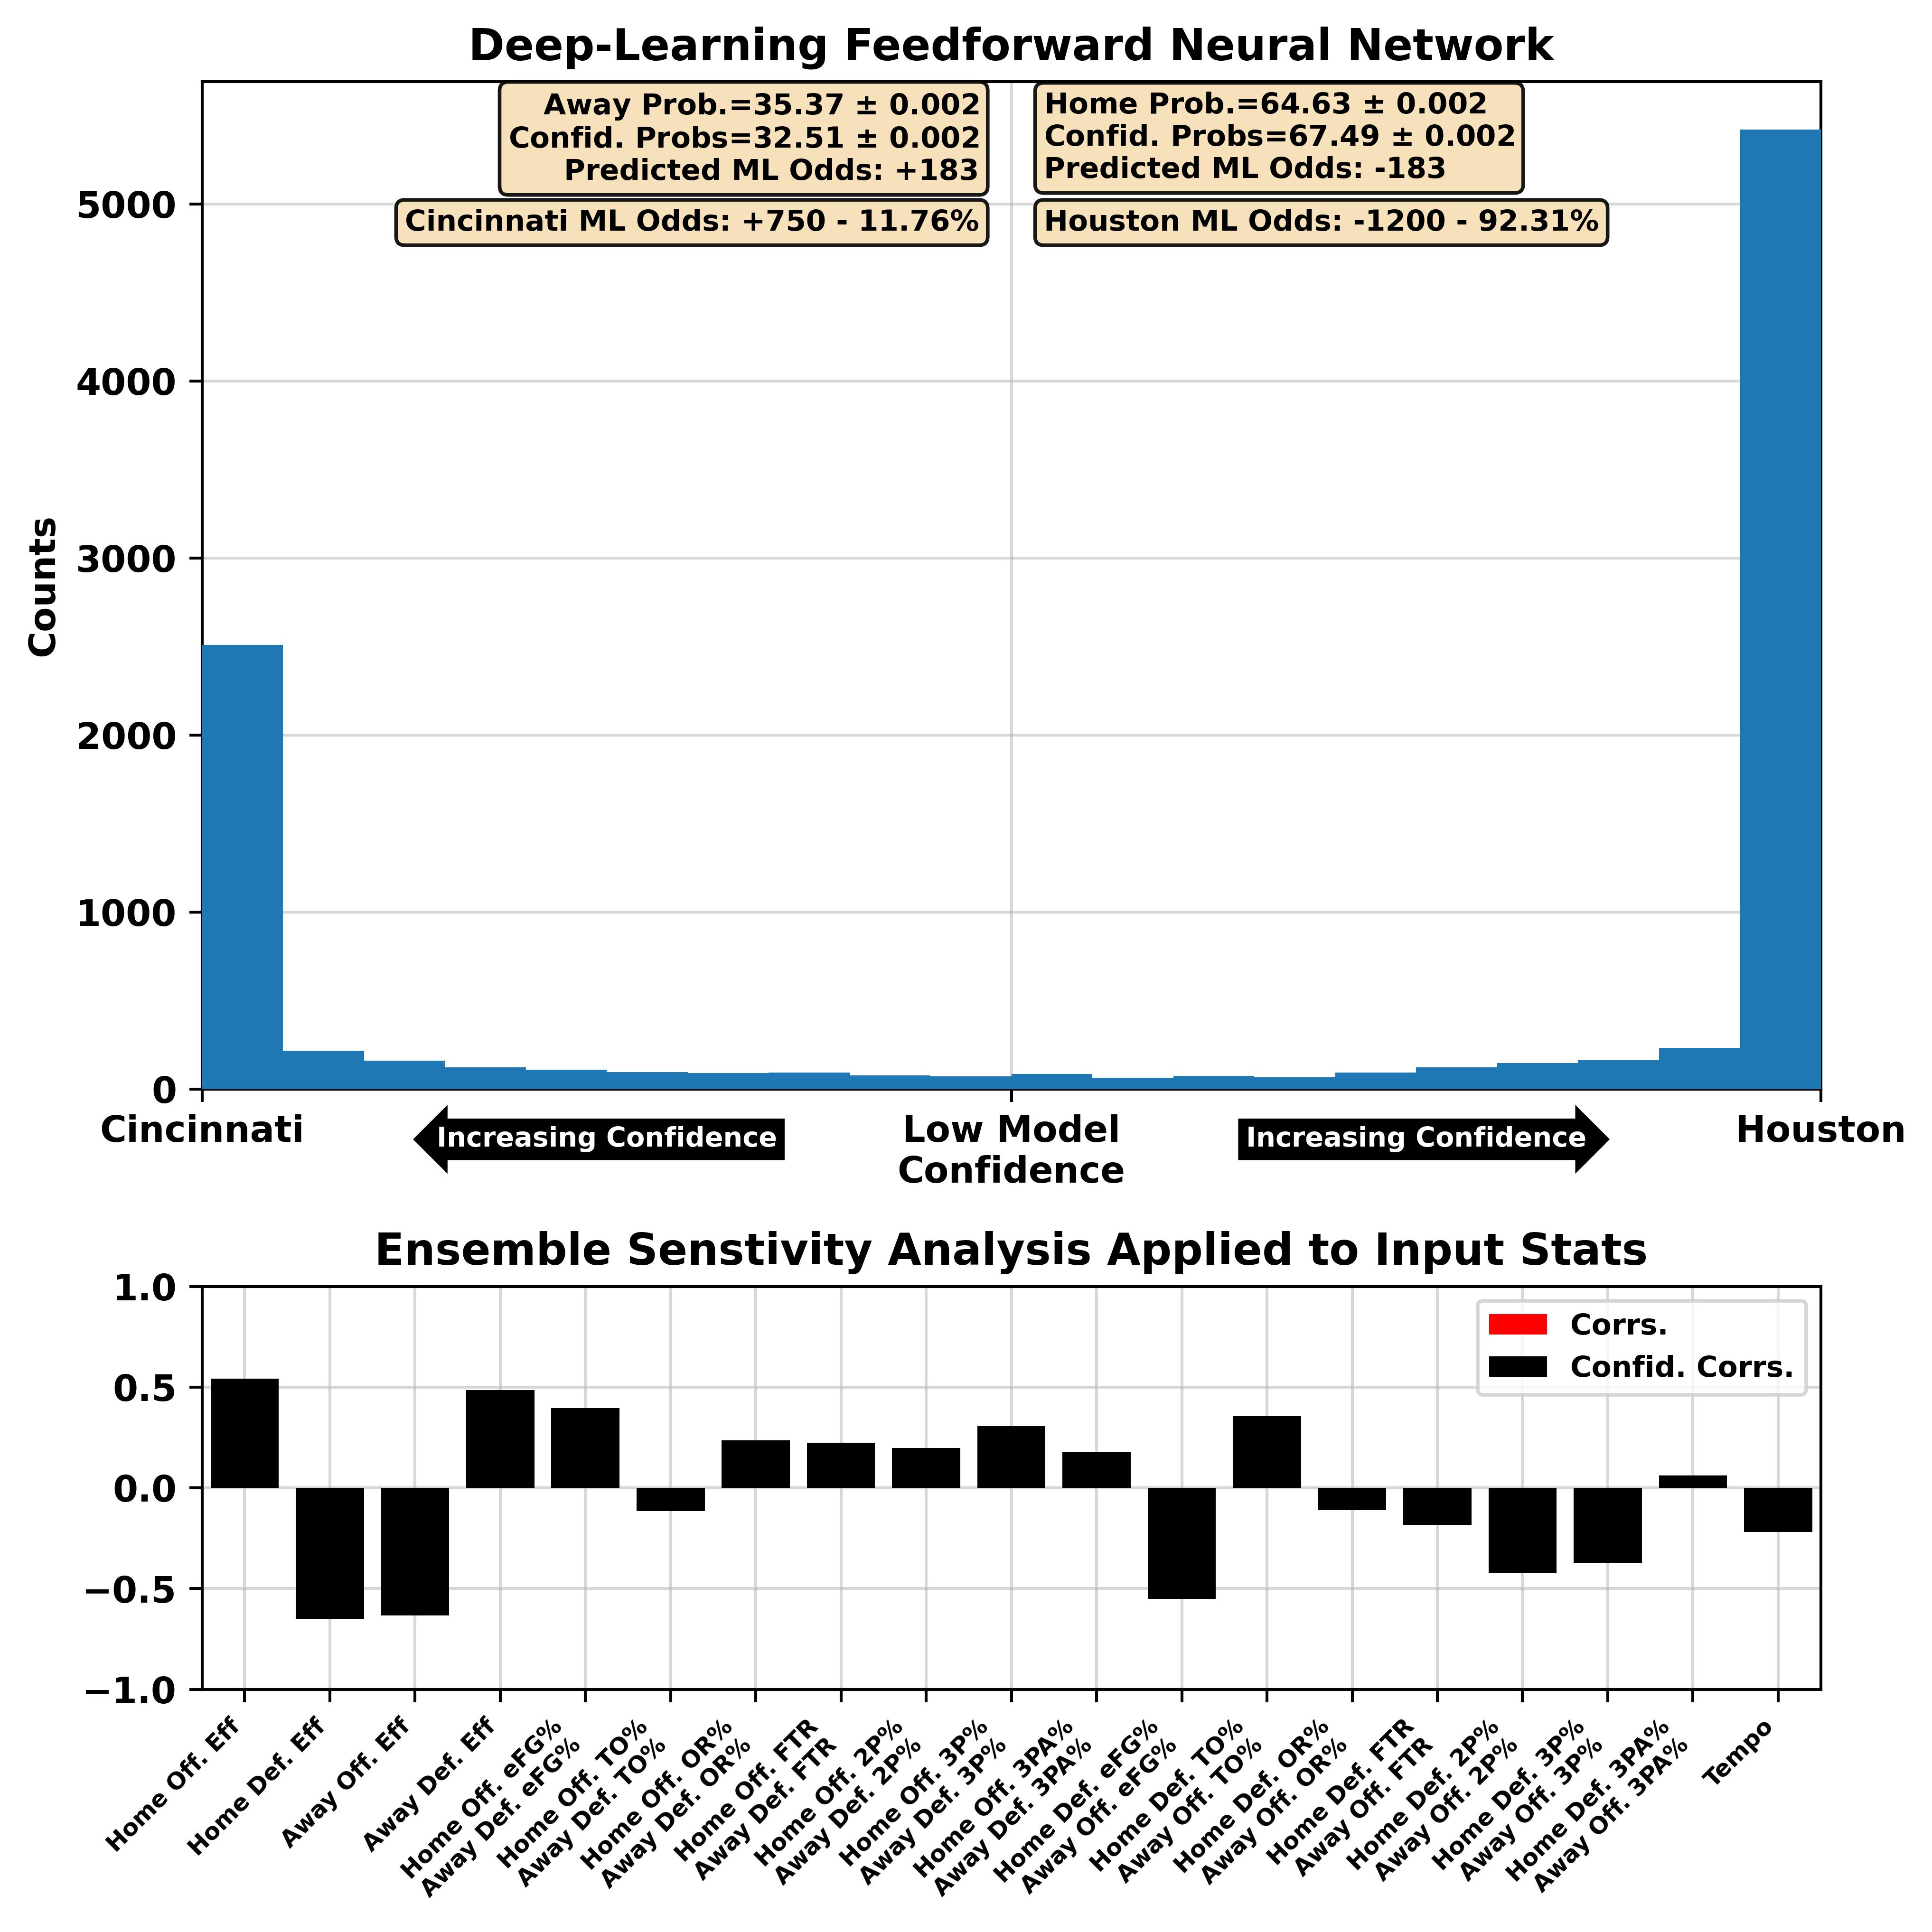 Deep-Learning Feedforward Neural Network
Away Prob.=35.37 ± 0.002
Confid. Probs=32.51 ± 0.002
Predicted ML Odds: +183
Home Prob.=64.63 ± 0.002
Confid. Probs=67.49 ± 0.002
Predicted ML Odds: -183
Cincinnati ML Odds: +750 - 11.76%
Houston ML Odds: -1200 - 92.31%
Counts
5000
4000
3000
2000
1000
0
Cincinnati
Increasing Confidence
Low Model
Confidence
Increasing Confidence
Houston
Ensemble Senstivity Analysis Applied to Input Stats
Corrs.
Confid. Corrs.
1.0
0.5
0.0
−0.5
−1.0
Home Off. Eff
Home Def. Eff
Away Off. Eff
Away Def. Eff
Home Off. eFG%
Away Def. eFG%
Home Off. TO%
Away Def. TO%
Home Off. OR%
Away Def. OR%
Home Off. FTR
Away Def. FTR
Home Off. 2P%
Away Def. 2P%
Home Off. 3P%
Away Def. 3P%
Home Off. 3PA%
Away Def. 3PA%
Home Def. eFG%
Away Off. eFG%
Home Def. TO%
Away Off. TO%
Home Def. OR%
Away Off. OR%
Home Def. FTR
Away Off. FTR
Home Def. 2P%
Away Off. 2P%
Home Def. 3P%
Away Off. 3P%
Home Def. 3PA%
Away Off. 3PA%
Tempo